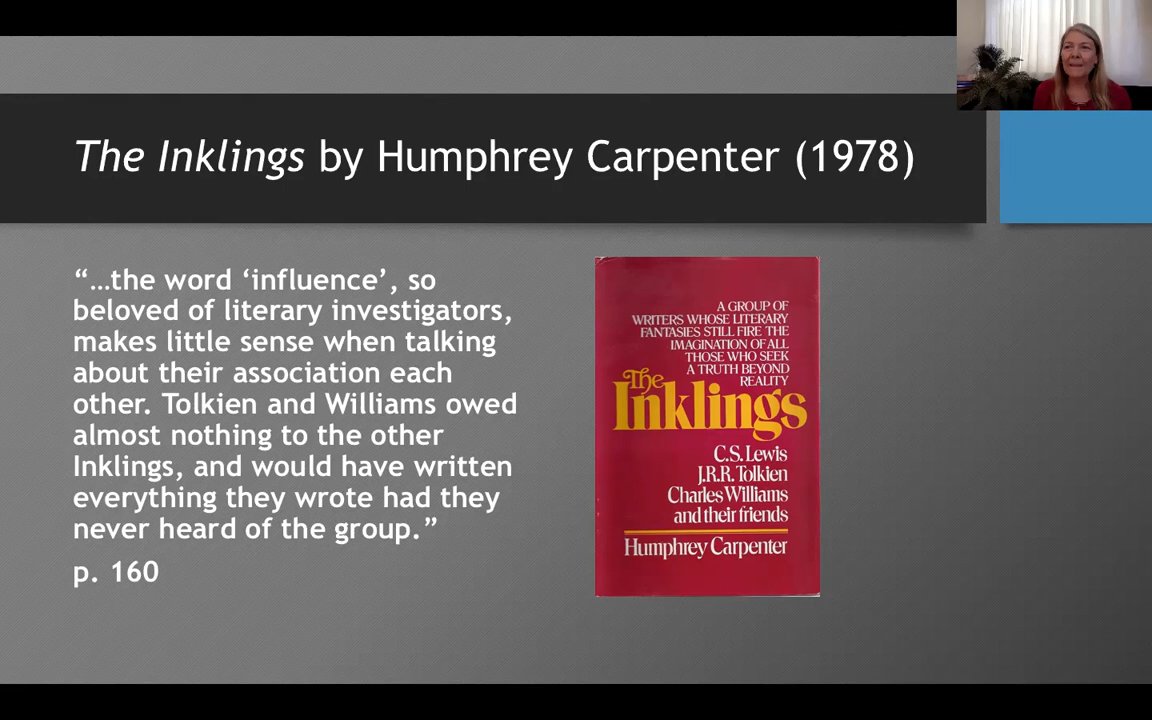 The Inklings by Humphrey Carpenter (1978)
“…the word ‘influence’, so
beloved of literary investigators,
makes little sense when talking
about their association each
other. Tolkien and Williams owed
almost nothing to the other
Inklings, and would have written
everything they wrote had they
never heard of the group.”
p. 160
A GROUP OF
WRITERS WHOSE LITERARY
FANTASIES STILL FIRE THE
IMAGINATION OF ALL
THOSE WHO SEEK
A TRUTH BEYOND
REALITY
The
Inklings
C.S. Lewis
J.R.R. Tolkien
Charles Williams
and their friends
Humphrey Carpenter